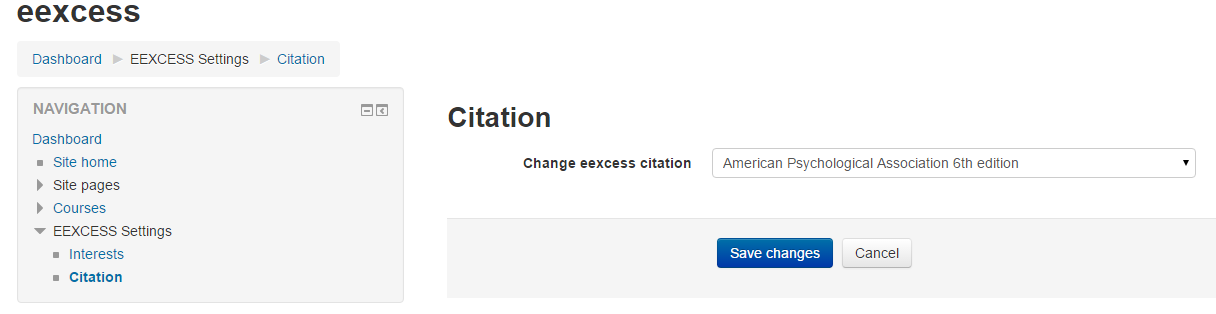 eexcess
Dashboard EEXCESS Settings Citation
NAVIGATION
Dashboard
Site home
Site pages
Courses
EEXCESS Settings
Interests
Citation
Citation
Change eexcess citation American Psychological Association 6th edition
Save changes Cancel